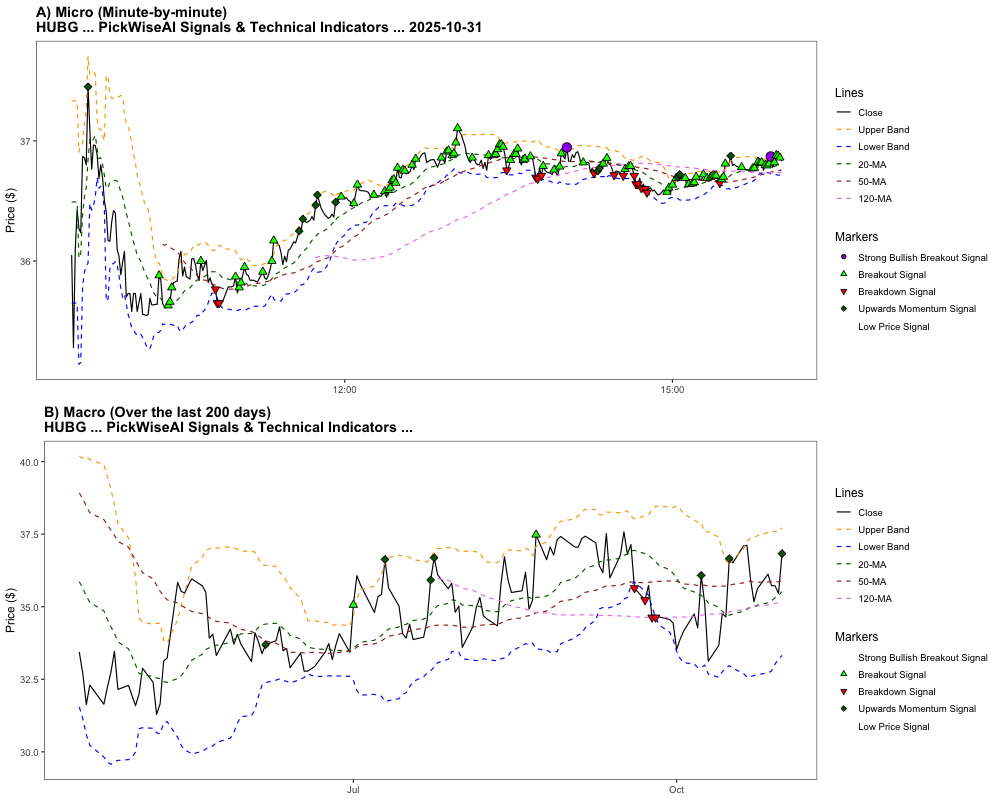 A) Micro (Minute-by-minute)
HUBG ... PickWiseAI Signals & Technical Indicators ... 2025-10-31
Price ($)
37
36
12:00
15:00
Lines
Close
Upper Band
Lower Band
20-MA
50-MA
120-MA
Markers
Strong Bullish Breakout Signal
Breakout Signal
Breakdown Signal
Upwards Momentum Signal
Low Price Signal
B) Macro (Over the last 200 days)
HUBG ... PickWiseAI Signals & Technical Indicators ...
Price ($)
40.0
37.5
35.0
32.5
30.0
Jul
Oct
Lines
Close
Upper Band
Lower Band
20-MA
50-MA
120-MA
Markers
Strong Bullish Breakout Signal
Breakout Signal
Breakdown Signal
Upwards Momentum Signal
Low Price Signal